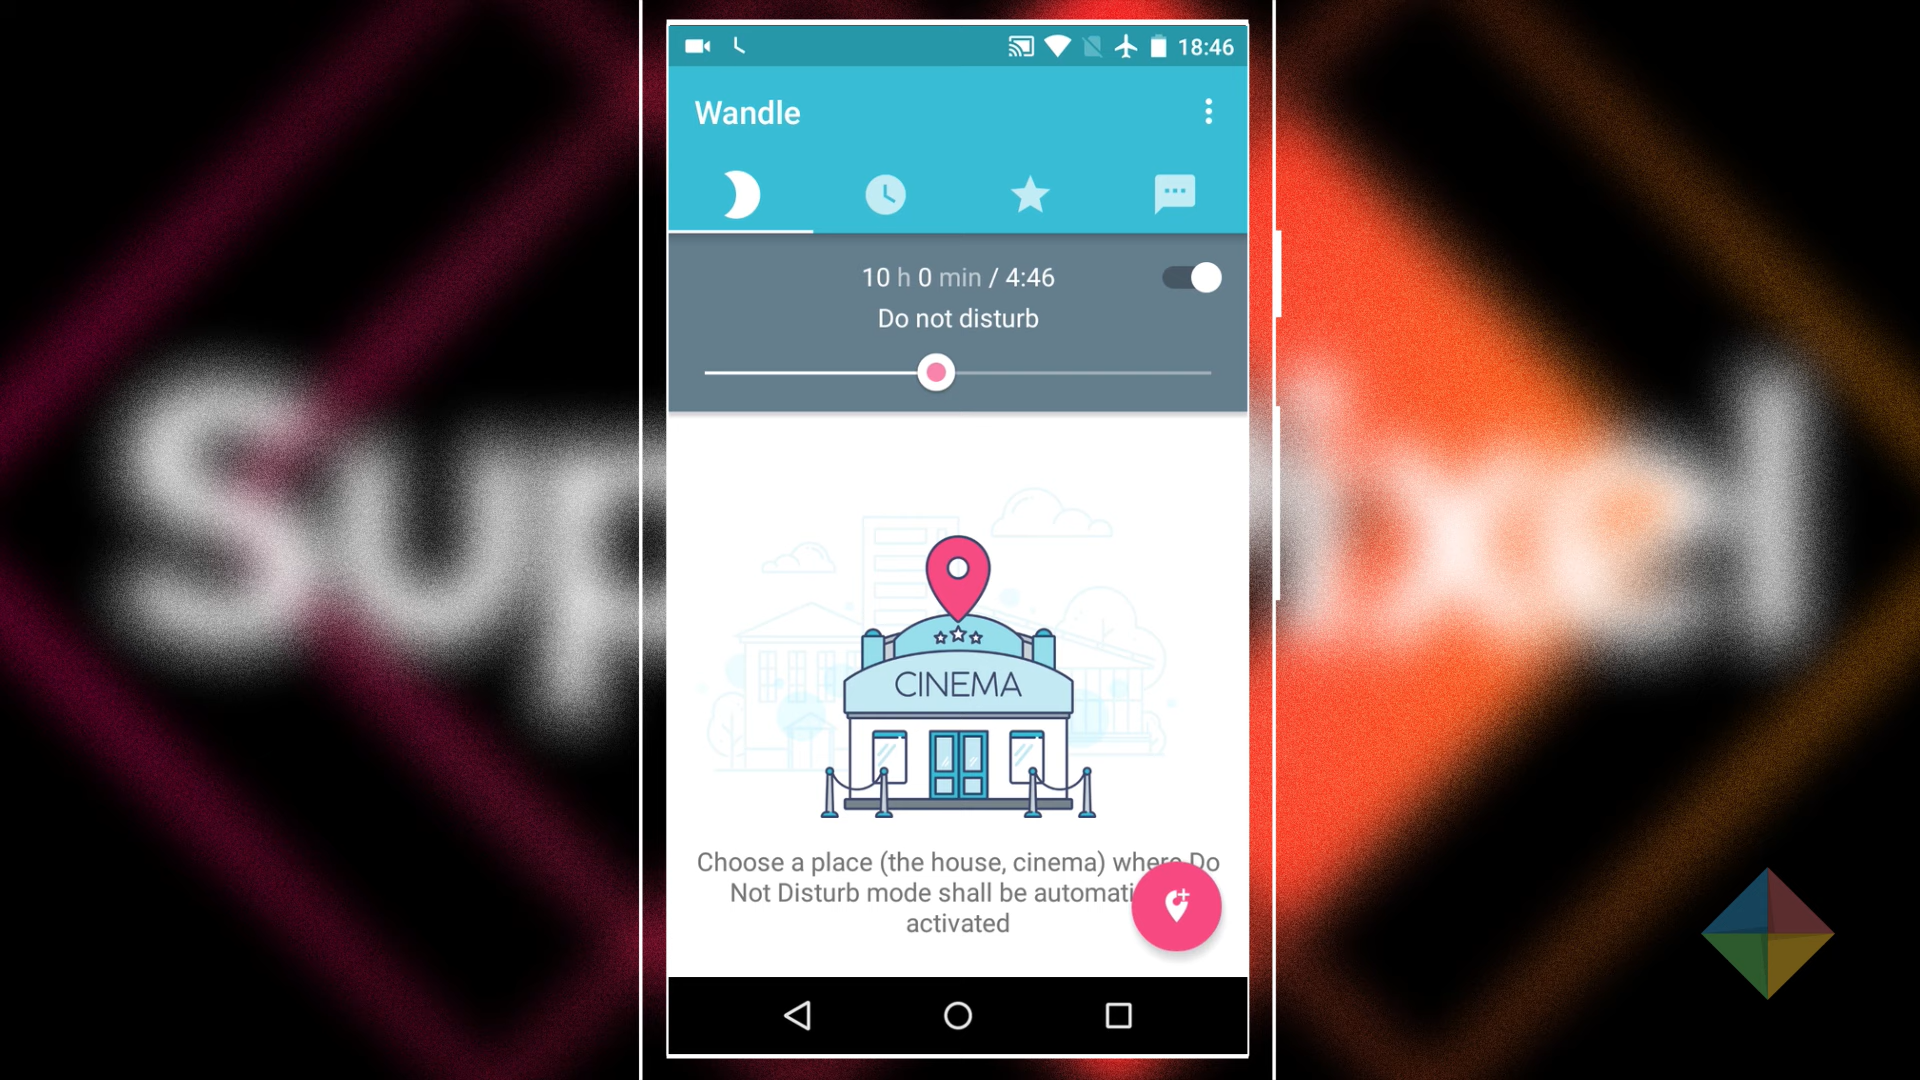 18:46
Wandle
10 h 0 min / 4:46
Do not disturb
CINEMA
Choose a place (the house, cinema) where Do
Not Disturb mode shall be automati
activated